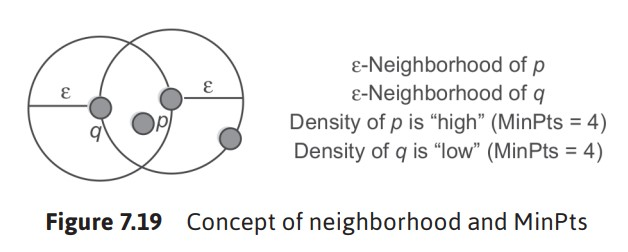 ε
ε
q
p
ε-Neighborhood of p
ε-Neighborhood of q
Density of p is “high” (MinPts = 4)
Density of q is “low” (MinPts = 4)
Figure 7.19 Concept of neighborhood and MinPts